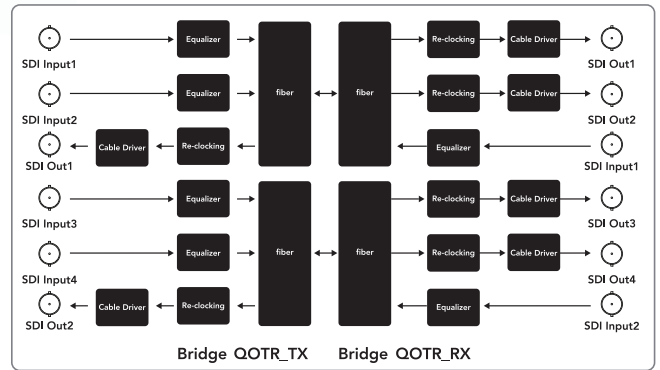 SDI Input1 Equalizer fiber fiber Re-clocking Cable Driver SDI Out1
SDI Input2 Equalizer Re-clocking Cable Driver SDI Out2
SDI Out1 Cable Driver Re-clocking Equalizer SDI Input1
SDI Input3 Equalizer fiber fiber Re-clocking Cable Driver SDI Out3
SDI Input4 Equalizer Re-clocking Cable Driver SDI Out4
SDI Out2 Cable Driver Re-clocking Equalizer SDI Input2
Bridge QOTR_TX Bridge QOTR_RX